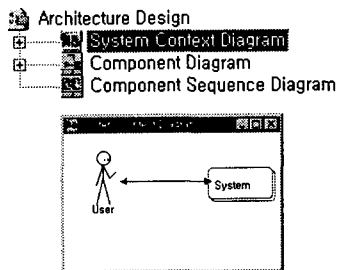 Architecture Design
System Context Diagram
Component Diagram
Component Sequence Diagram
System
User